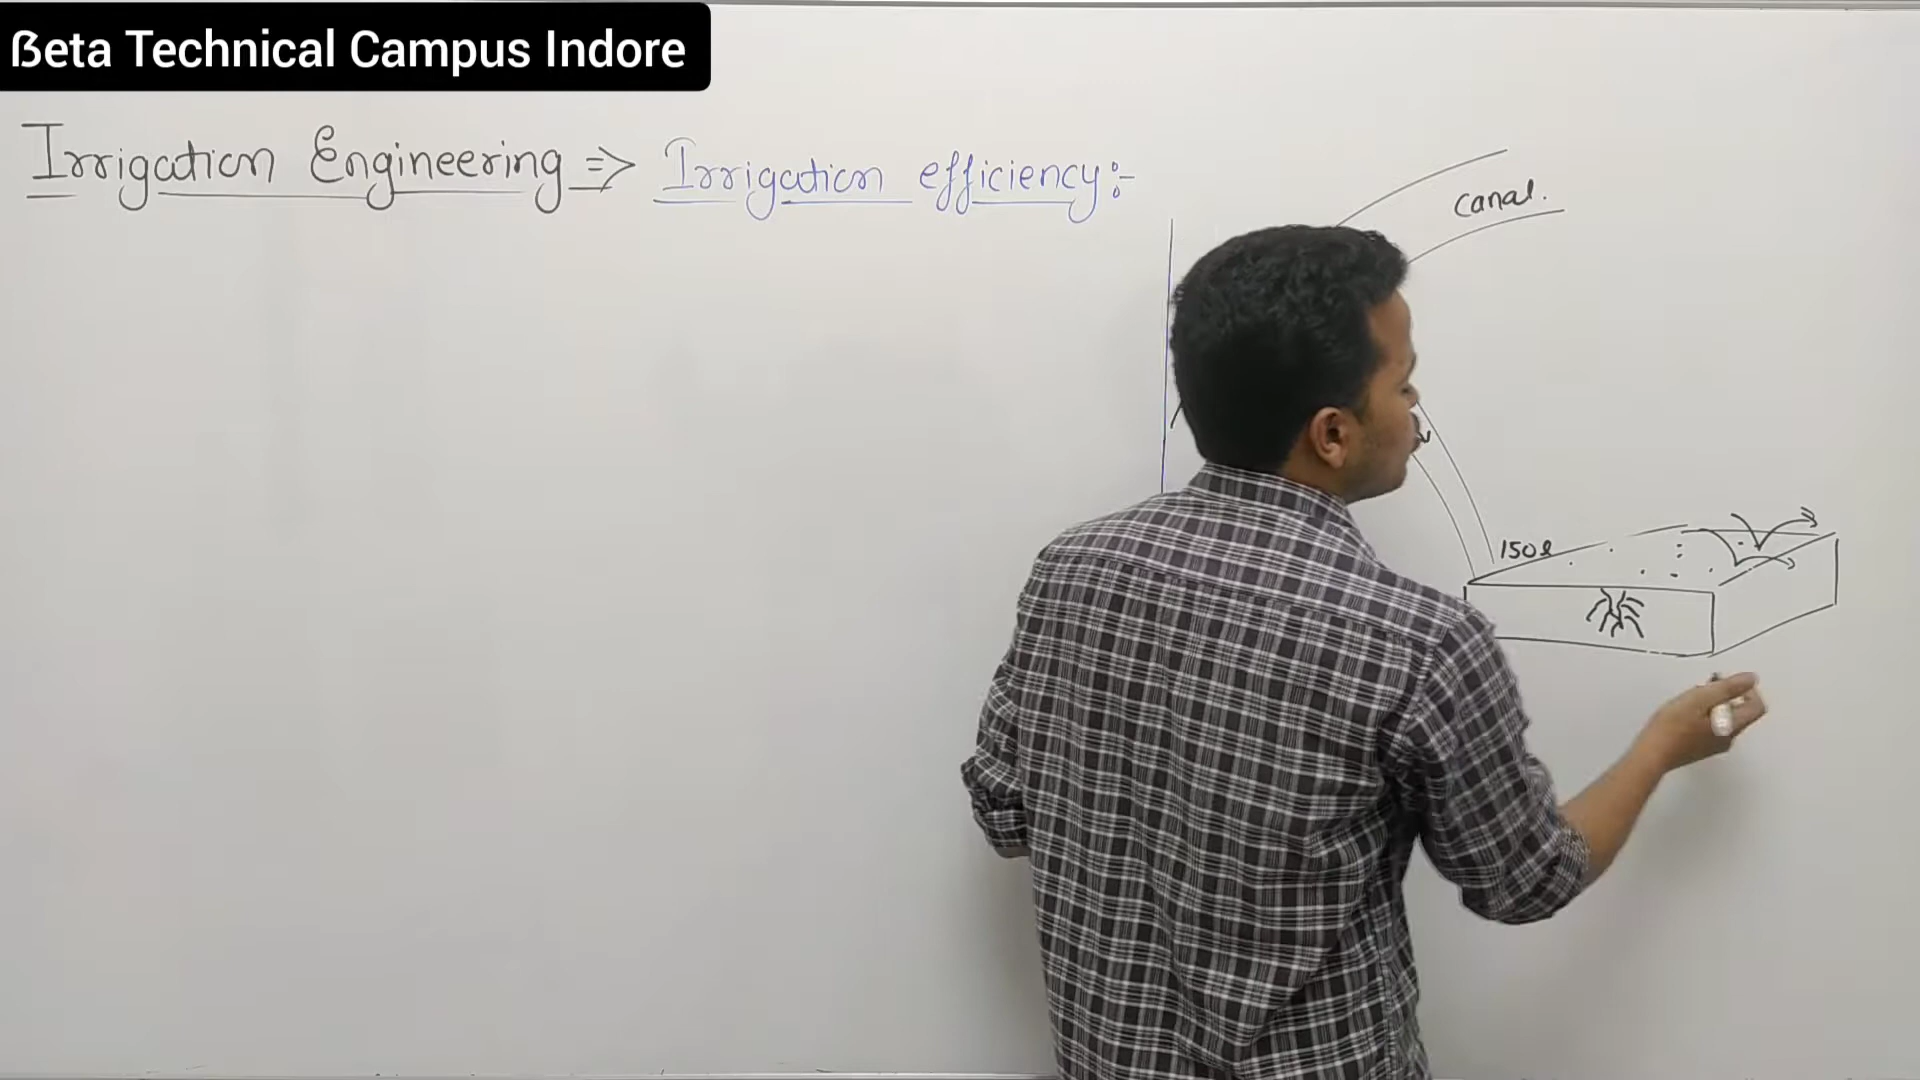 ßeta Technical Campus Indore
Irrigation Engineering ⇒ Irrigation efficiency:-
canal.
150l